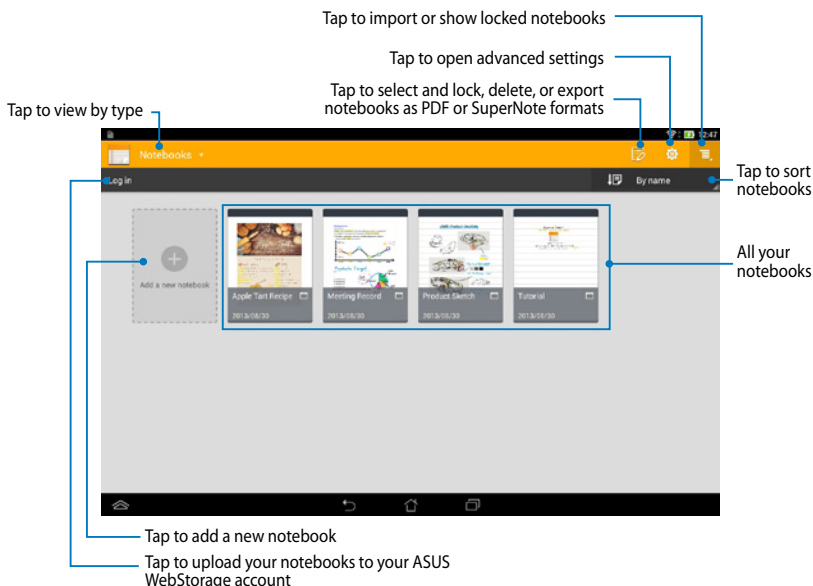 Tap to import or show locked notebooks
Tap to open advanced settings
Tap to select and lock, delete, or export
notebooks as PDF or SuperNote formats
Tap to view by type
12:47
Notebooks
Log in
By name
Tap to sort
notebooks
Add a new notebook
All your
notebooks
Apple Tart Recipe
Meeting Record
Product Sketch
Tutorial
2013/08/30
2013/08/30
2013/08/30
2013/08/30
Tap to add a new notebook
Tap to upload your notebooks to your ASUS
WebStorage account